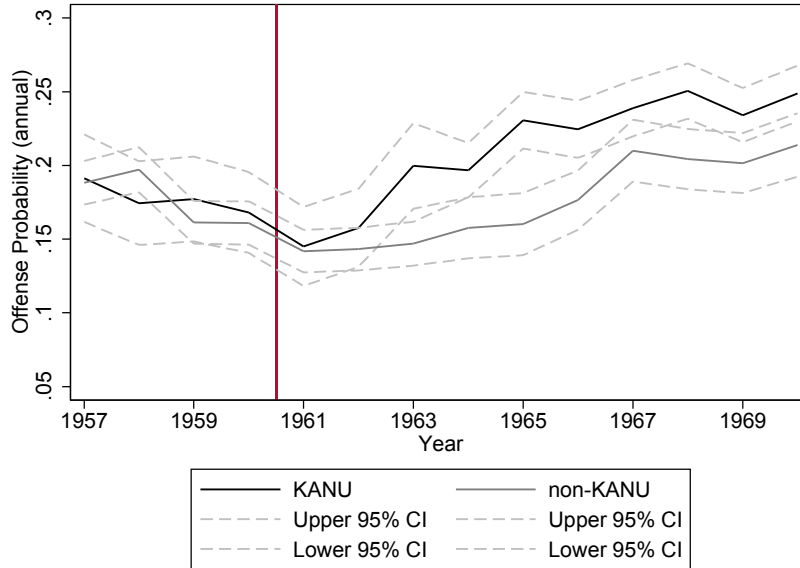 .3
.25
.2
.15
.1
.05
Offense Probability (annual)
1957 1959 1961 1963 1965 1967 1969
Year
KANU non-KANU
Upper 95% CI Upper 95% CI
Lower 95% CI Lower 95% CI